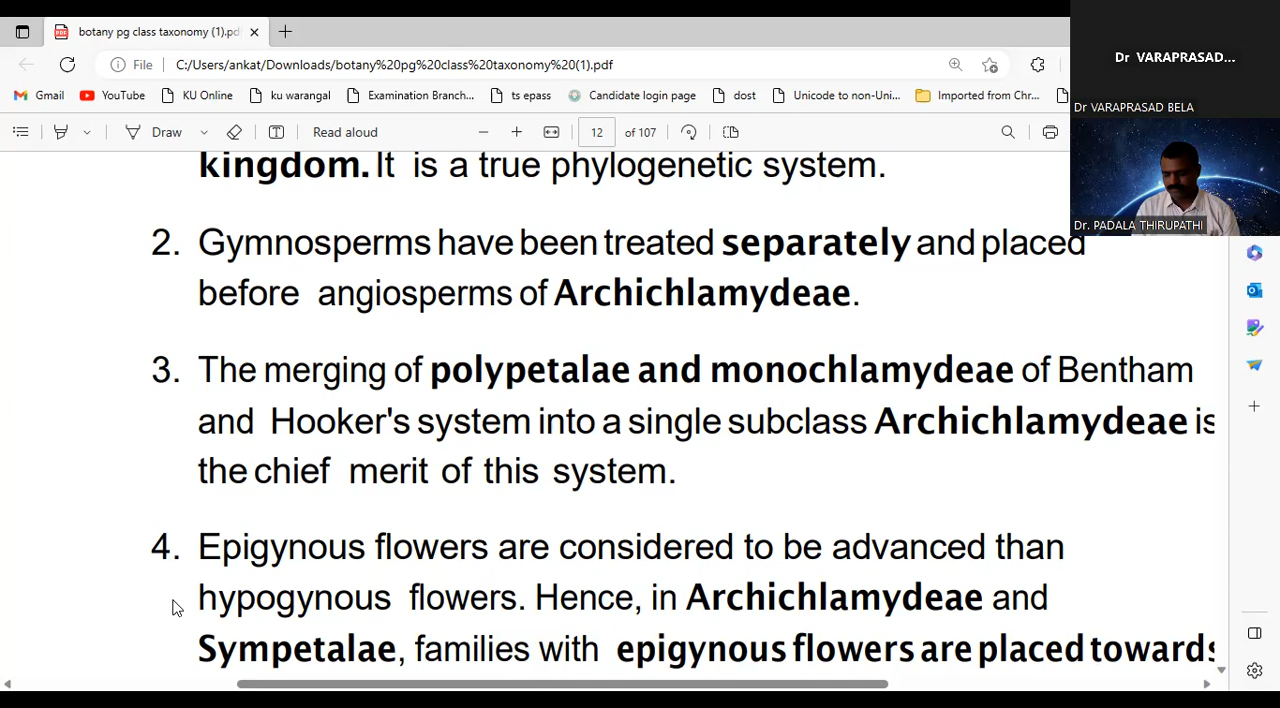 botany pg class taxonomy (1).pdf
File C:/Users/ankat/Downloads/botany%20pg%20class%20taxonomy%20(1).pdf
Gmail YouTube KU Online ku warangal Examination Branch... ts epass Candidate login page dost Unicode to non-Uni... Imported from Chr...
Draw Read aloud 12 of 107
Dr VARAPRASAD...
Dr VARAPRASAD BELA
Dr. PADALA THIRUPATHI
kingdom. It is a true phylogenetic system.
2. Gymnosperms have been treated separately and placed
before angiosperms of Archichlamydeae.
3. The merging of polypetalae and monochlamydeae of Bentham
and Hooker's system into a single subclass Archichlamydeae is
the chief merit of this system.
4. Epigynous flowers are considered to be advanced than
hypogynous flowers. Hence, in Archichlamydeae and
Sympetalae, families with epigynous flowers are placed towards